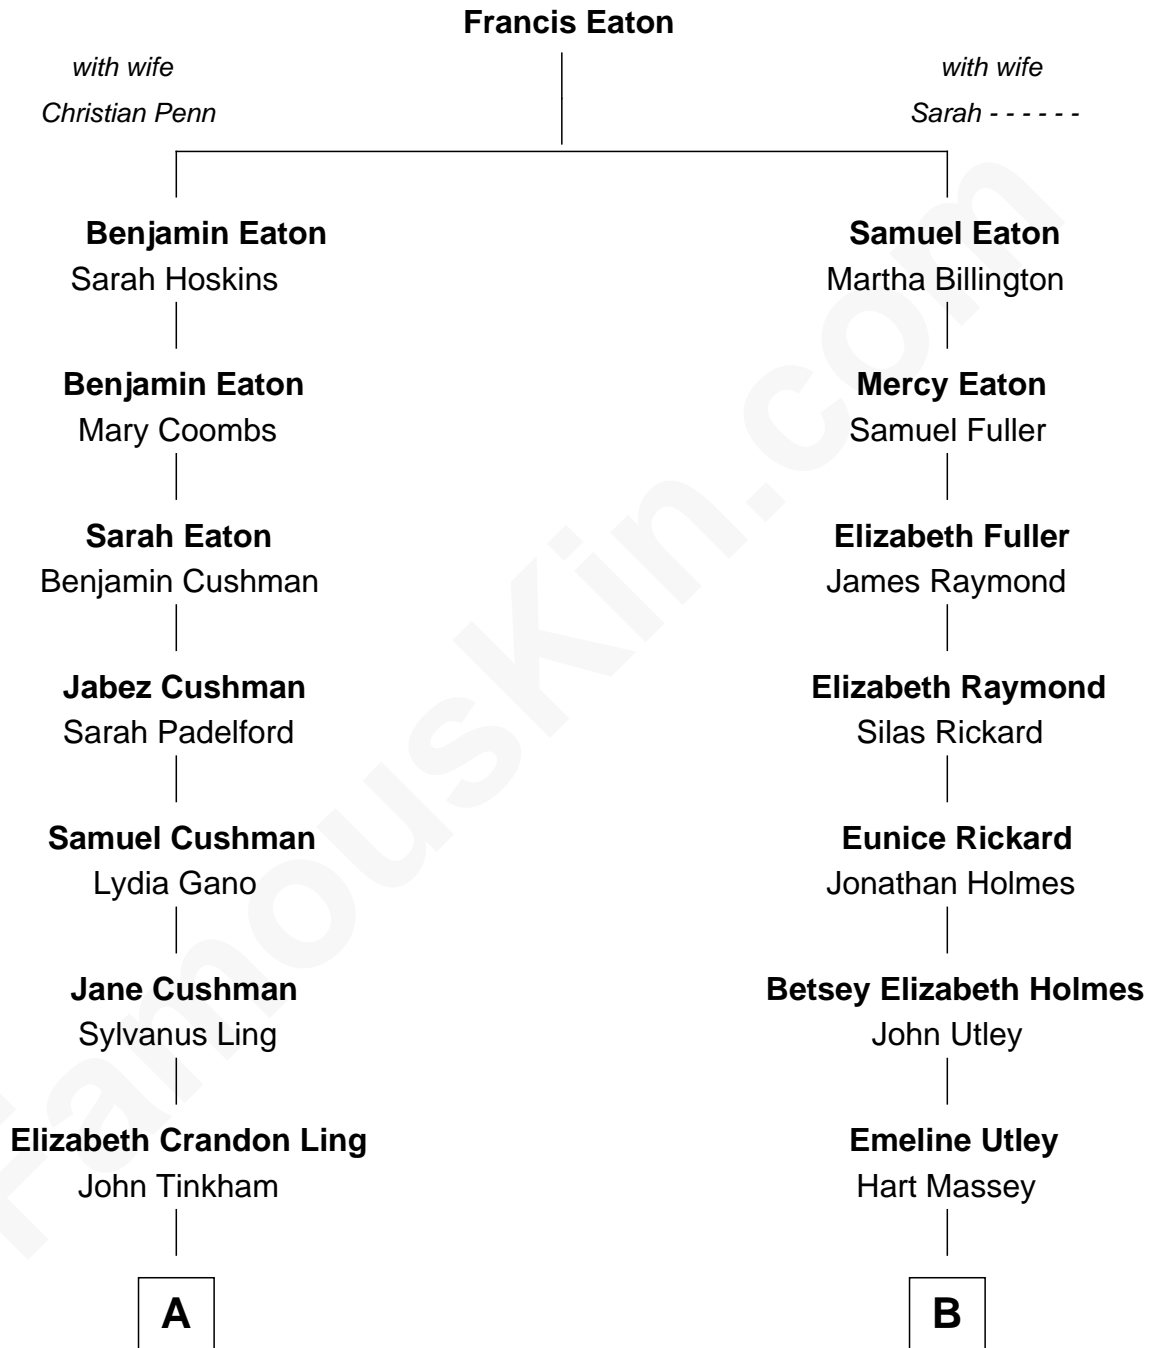 Francis Eaton
with wife
Christian Penn
with wife
Sarah - - - - - -
Benjamin Eaton
Sarah Hoskins
Samuel Eaton
Martha Billington
Benjamin Eaton
Mary Coombs
Mercy Eaton
Samuel Fuller
Sarah Eaton
Benjamin Cushman
Elizabeth Fuller
James Raymond
Jabez Cushman
Sarah Padelford
Elizabeth Raymond
Silas Rickard
Samuel Cushman
Lydia Gano
Eunice Rickard
Jonathan Holmes
Jane Cushman
Sylvanus Ling
Betsey Elizabeth Holmes
John Utley
Elizabeth Crandon Ling
John Tinkham
Emeline Utley
Hart Massey
A
B
FamousKin.com